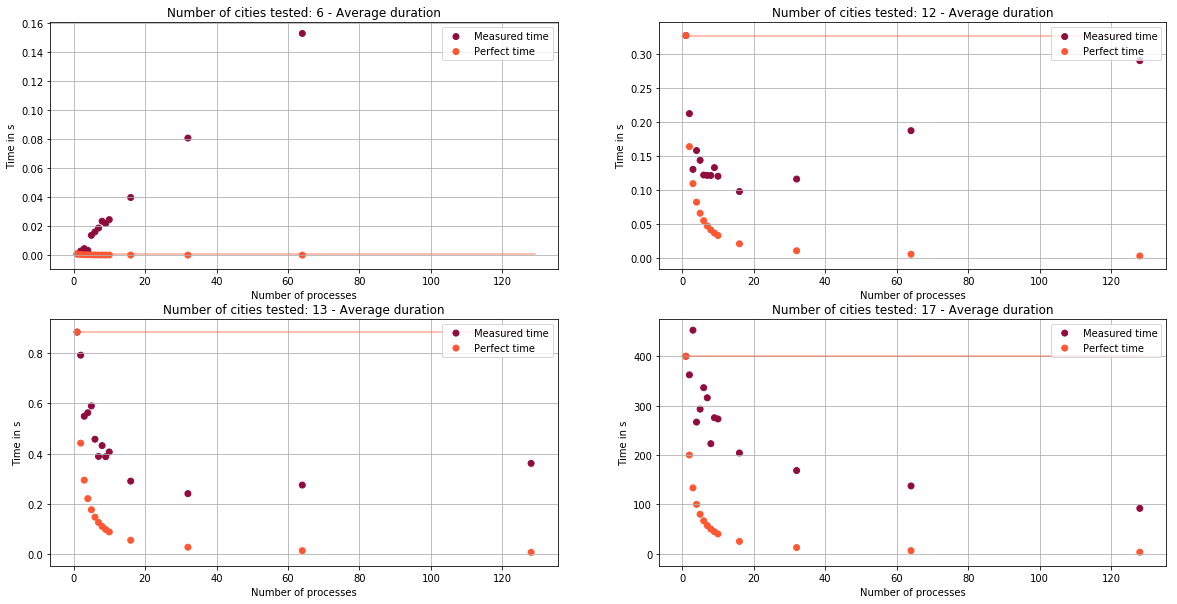 Number of cities tested: 6 - Average duration
0.16
0.14
0.12
0.10
0.08
0.06
0.04
0.02
0.00
Time in s
Measured time
Perfect time
0 20 40 60 80 100 120
Number of processes
Number of cities tested: 12 - Average duration
0.30
0.25
0.20
0.15
0.10
0.05
0.00
Time in s
Measured time
Perfect time
0 20 40 60 80 100 120
Number of processes
Number of cities tested: 13 - Average duration
0.8
0.6
0.4
0.2
0.0
Time in s
Measured time
Perfect time
0 20 40 60 80 100 120
Number of processes
Number of cities tested: 17 - Average duration
400
300
200
100
0
Time in s
Measured time
Perfect time
0 20 40 60 80 100 120
Number of processes